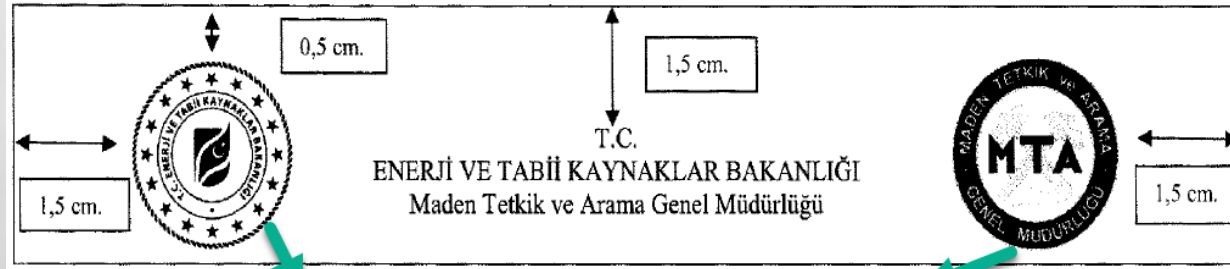 0,5 cm.
1,5 cm.
T.C. ENERJİ VE TABİİ KAYNAKLAR BAKANLIĞI
MADEN TETKİK ve ARAMA
MTA
GENEL MÜDÜRLÜĞÜ
T.C.
ENERJİ VE TABİİ KAYNAKLAR BAKANLIĞI
Maden Tetkik ve Arama Genel Müdürlüğü
1,5 cm.
1,5 cm.